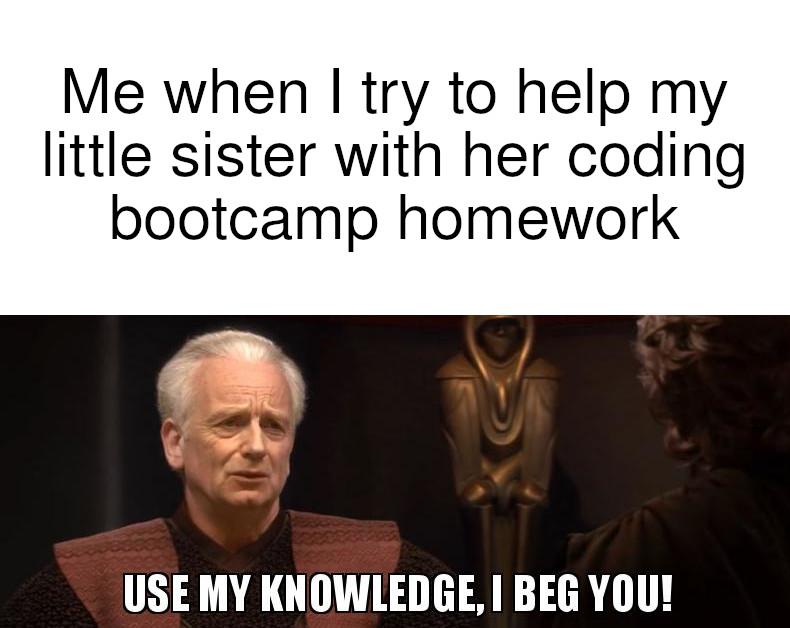 Me when I try to help my
little sister with her coding
bootcamp homework
USE MY KNOWLEDGE, I BEG YOU!